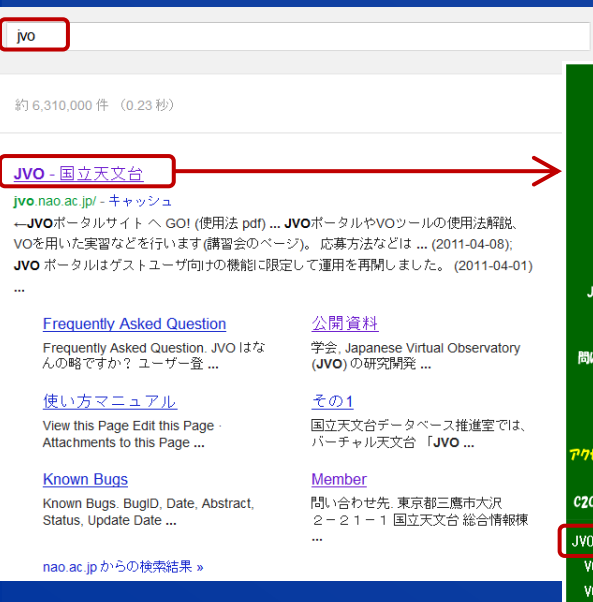 jvo
約 6,310,000 件 （0.23 秒）
JVO - 国立天文台
jvo.nao.ac.jp/ - キャッシュ
←JVOポータルサイト へ GO! (使用法 pdf) ... JVOポータルやVOツールの使用法解説、
VOを用いた実習などを行います(講習会のページ)。 応募方法などは ... (2011-04-08);
JVO ポータルはゲストユーザ向けの機能に限定して運用を再開しました。 (2011-04-01)
...
Frequently Asked Question
Frequently Asked Question. JVO はな
んの略ですか？ ユーザー登 ...
公開資料
学会, Japanese Virtual Observatory
(JVO) の研究開発 ...
使い方マニュアル
View this Page Edit this Page ·
Attachments to this Page ...
その1
国立天文台データベース推進室では、
バーチャル天文台 「JVO ...
Known Bugs
Known Bugs. BugID, Date, Abstract,
Status, Update Date ...
Member
問い合わせ先. 東京都三鷹市大沢
２－２１－１ 国立天文台 総合情報棟
...
nao.ac.jp からの検索結果 »
J
問
アク
C2
JVO
V
V